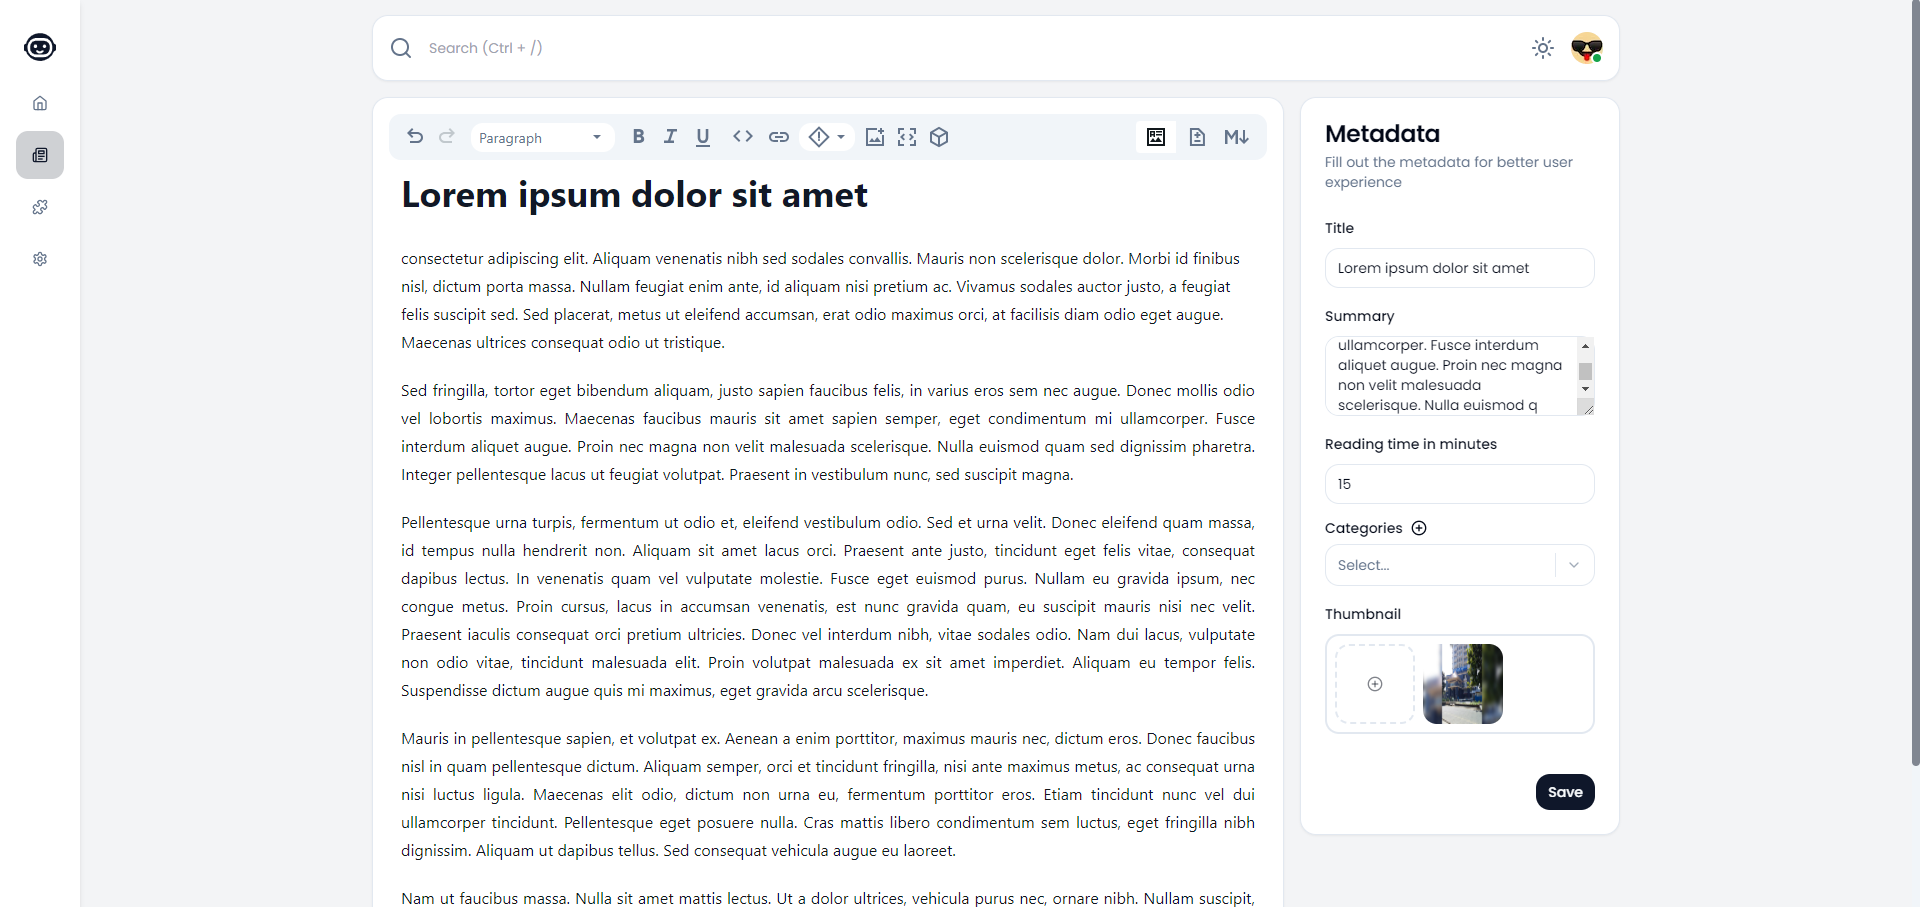 Search (Ctrl + /)
Paragraph
B I U
M↓
Lorem ipsum dolor sit amet
consectetur adipiscing elit. Aliquam venenatis nibh sed sodales convallis. Mauris non scelerisque dolor. Morbi id finibus
nisl, dictum porta massa. Nullam feugiat enim ante, id aliquam nisi pretium ac. Vivamus sodales auctor justo, a feugiat
felis suscipit sed. Sed placerat, metus ut eleifend accumsan, erat odio maximus orci, at facilisis diam odio eget augue.
Maecenas ultrices consequat odio ut tristique.
Sed fringilla, tortor eget bibendum aliquam, justo sapien faucibus felis, in varius eros sem nec augue. Donec mollis odio
vel lobortis maximus. Maecenas faucibus mauris sit amet sapien semper, eget condimentum mi ullamcorper. Fusce
interdum aliquet augue. Proin nec magna non velit malesuada scelerisque. Nulla euismod quam sed dignissim pharetra.
Integer pellentesque lacus ut feugiat volutpat. Praesent in vestibulum nunc, sed suscipit magna.
Pellentesque urna turpis, fermentum ut odio et, eleifend vestibulum odio. Sed et urna velit. Donec eleifend quam massa,
id tempus nulla hendrerit non. Aliquam sit amet lacus orci. Praesent ante justo, tincidunt eget felis vitae, consequat
dapibus lectus. In venenatis quam vel vulputate molestie. Fusce eget euismod purus. Nullam eu gravida ipsum, nec
congue metus. Proin cursus, lacus in accumsan venenatis, est nunc gravida quam, eu suscipit mauris nisi nec velit.
Praesent iaculis consequat orci pretium ultricies. Donec vel interdum nibh, vitae sodales odio. Nam dui lacus, vulputate
non odio vitae, tincidunt malesuada elit. Proin volutpat malesuada ex sit amet imperdiet. Aliquam eu tempor felis.
Suspendisse dictum augue quis mi maximus, eget gravida arcu scelerisque.
Mauris in pellentesque sapien, et volutpat ex. Aenean a enim porttitor, maximus mauris nec, dictum eros. Donec faucibus
nisl in quam pellentesque dictum. Aliquam semper, orci et tincidunt fringilla, nisi ante maximus metus, ac consequat urna
nisi luctus ligula. Maecenas elit odio, dictum non urna eu, fermentum porttitor eros. Etiam tincidunt nunc vel dui
ullamcorper tincidunt. Pellentesque eget posuere nulla. Cras mattis libero condimentum sem luctus, eget fringilla nibh
dignissim. Aliquam ut dapibus tellus. Sed consequat vehicula augue eu laoreet.
Nam ut faucibus massa. Nulla sit amet mattis lectus. Ut a dolor ultrices, vehicula purus nec, ornare nibh. Nullam suscipit,
Metadata
Fill out the metadata for better user
experience
Title
Lorem ipsum dolor sit amet
Summary
ullamcorper. Fusce interdum
aliquet augue. Proin nec magna
non velit malesuada
scelerisque. Nulla euismod q
Reading time in minutes
15
Categories
Select...
Thumbnail
Save